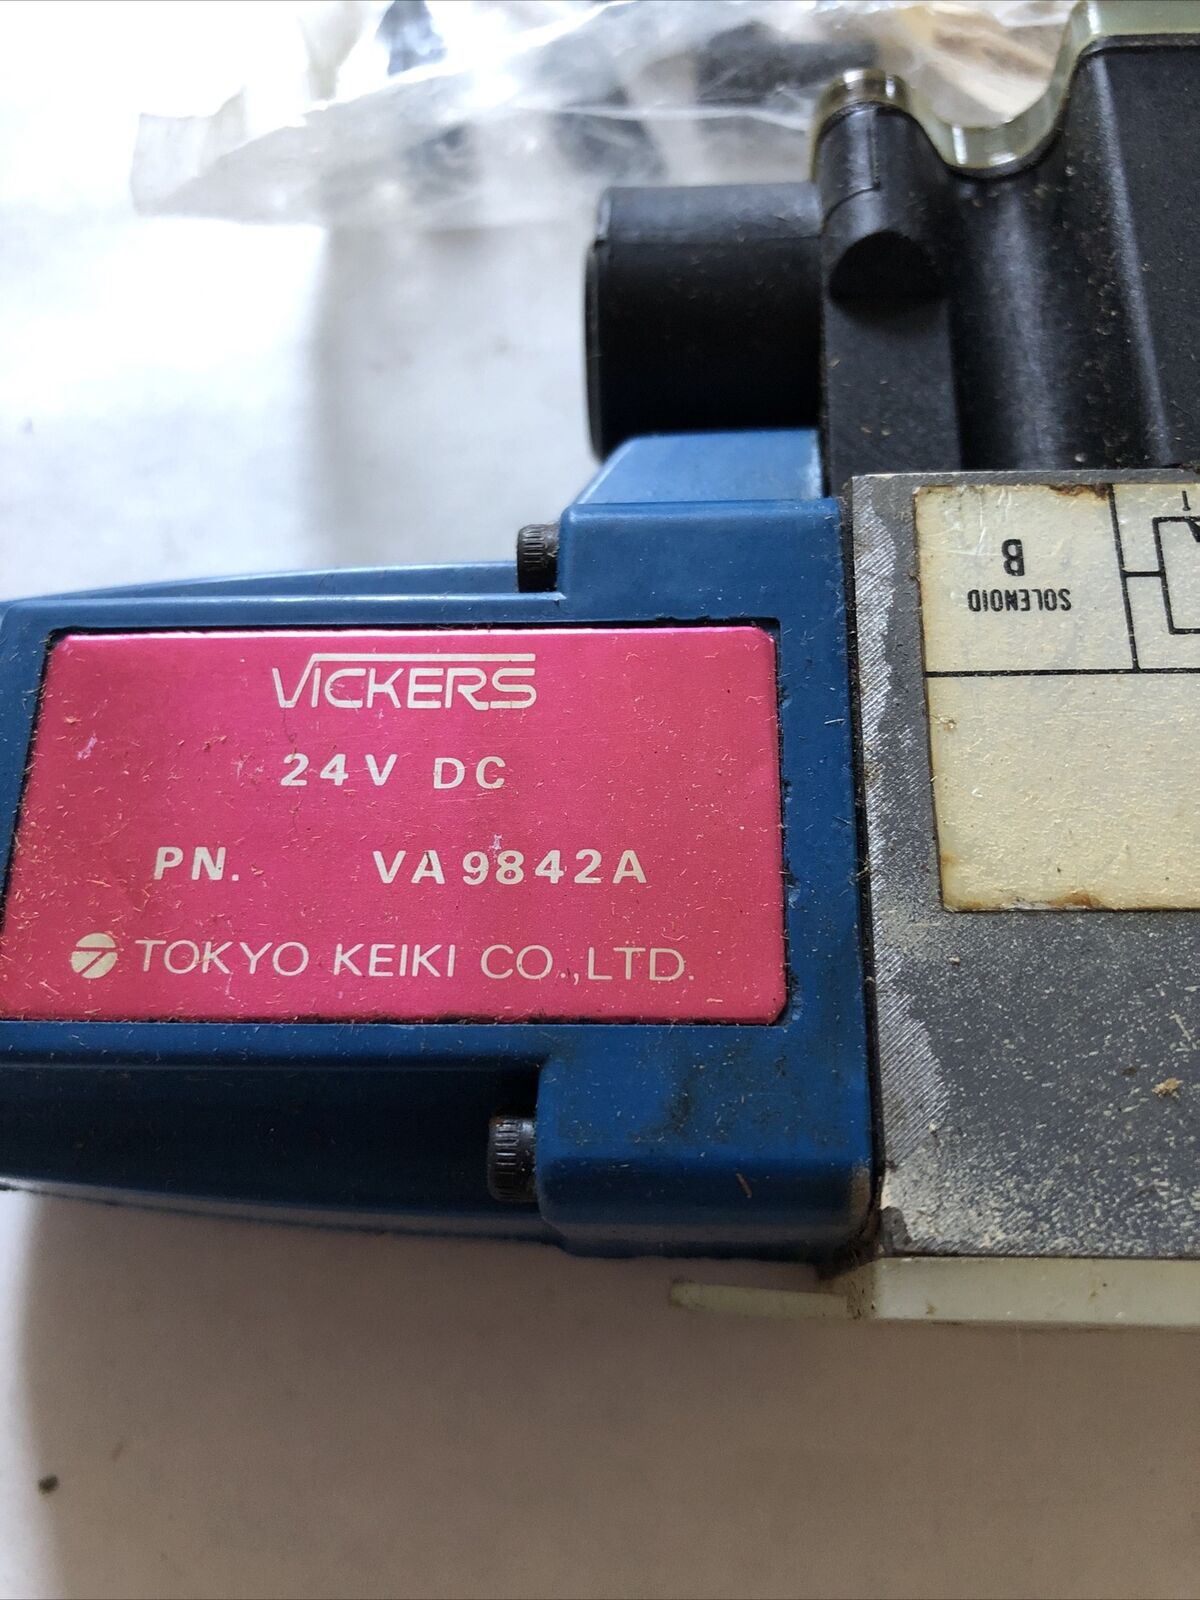 VICKERS
24V DC
PN. VA9842A
TOKYO KEIKI CO.,LTD.
SOLENOID
B
T